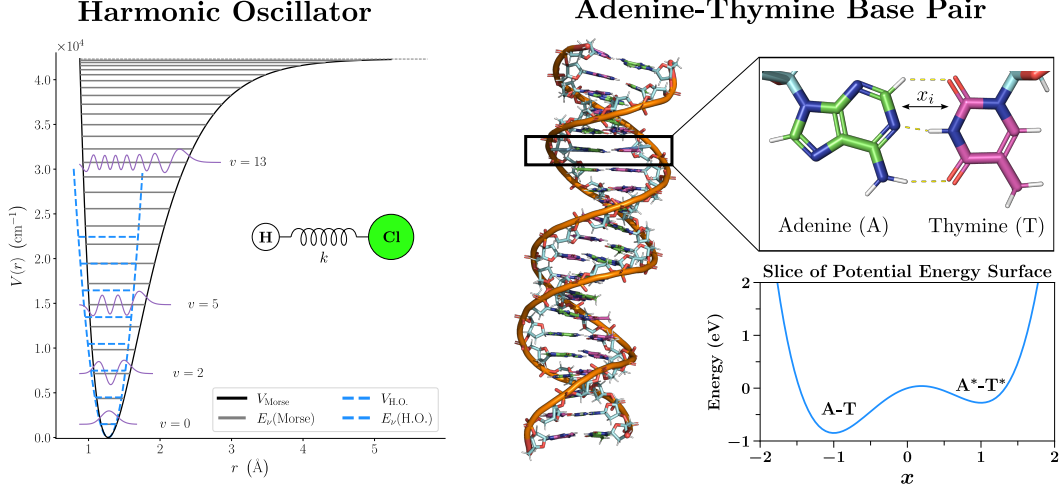 Harmonic Oscillator
×10⁴
4.0
3.5
3.0
2.5
2.0
1.5
1.0
0.5
0.0
V(r) (cm⁻¹)
1
2
3
4
5
r (Å)
v = 13
v = 5
v = 2
v = 0
H
Cl
k
V_Morse
E_ν(Morse)
V_H.O.
E_ν(H.O.)
Adenine-Thymine Base Pair
x_i
Adenine (A)
Thymine (T)
Slice of Potential Energy Surface
Energy (eV)
2
1
0
−1
A-T
A*-T*
−2
−1
0
1
2
x